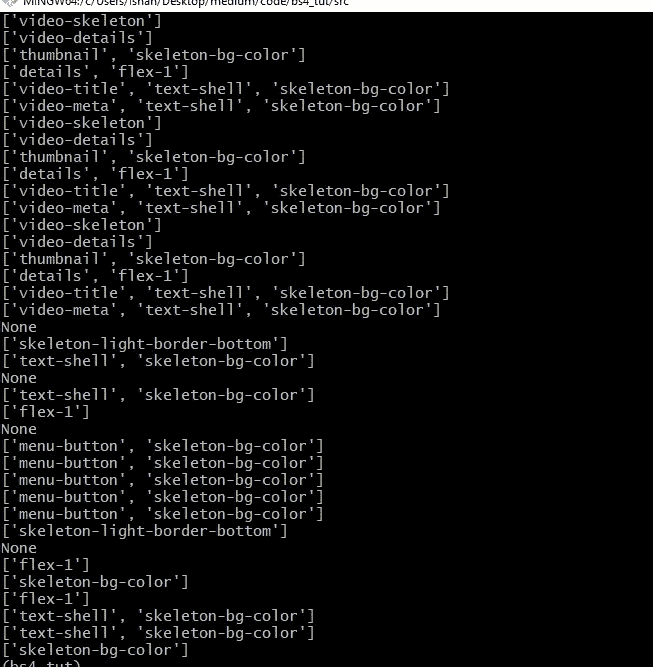 MINGW64:/c/Users/ishan/Desktop/medium/code/bs4_tut/src
['video-skeleton']
['video-details']
['thumbnail', 'skeleton-bg-color']
['details', 'flex-1']
['video-title', 'text-shell', 'skeleton-bg-color']
['video-meta', 'text-shell', 'skeleton-bg-color']
['video-skeleton']
['video-details']
['thumbnail', 'skeleton-bg-color']
['details', 'flex-1']
['video-title', 'text-shell', 'skeleton-bg-color']
['video-meta', 'text-shell', 'skeleton-bg-color']
['video-skeleton']
['video-details']
['thumbnail', 'skeleton-bg-color']
['details', 'flex-1']
['video-title', 'text-shell', 'skeleton-bg-color']
['video-meta', 'text-shell', 'skeleton-bg-color']
None
['skeleton-light-border-bottom']
['text-shell', 'skeleton-bg-color']
None
['text-shell', 'skeleton-bg-color']
['flex-1']
None
['menu-button', 'skeleton-bg-color']
['menu-button', 'skeleton-bg-color']
['menu-button', 'skeleton-bg-color']
['menu-button', 'skeleton-bg-color']
['menu-button', 'skeleton-bg-color']
['skeleton-light-border-bottom']
None
['flex-1']
['skeleton-bg-color']
['flex-1']
['text-shell', 'skeleton-bg-color']
['text-shell', 'skeleton-bg-color']
['skeleton-bg-color']
(bs4_tut)